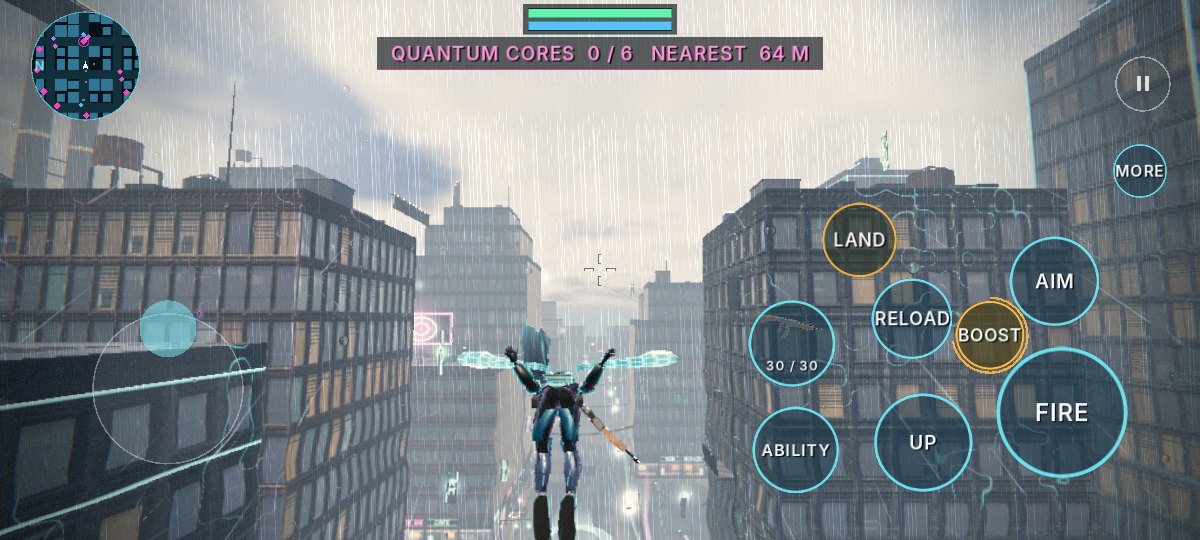 QUANTUM CORES 0 / 6 NEAREST 64 M
N
MORE
LAND
AIM
RELOAD
BOOST
30 / 30
FIRE
UP
ABILITY